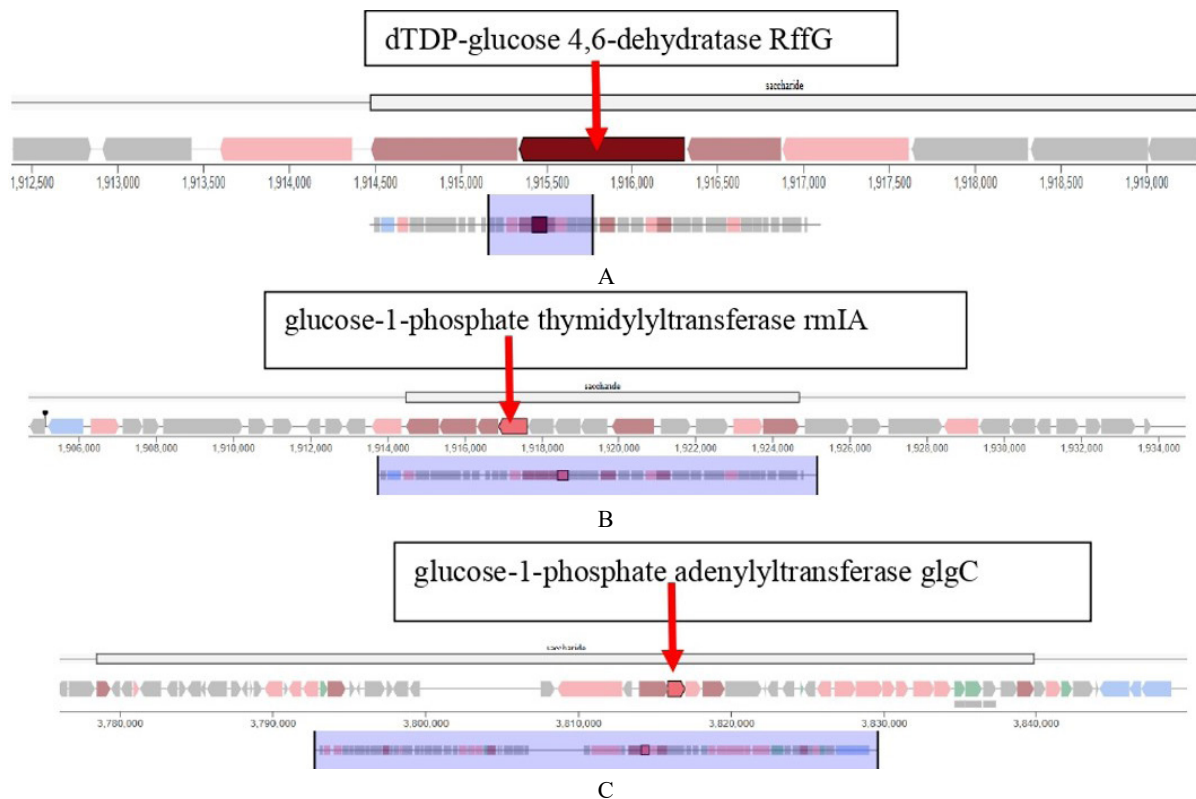 dTDP-glucose 4,6-dehydratase RffG
saccharide
1,912,500 1,913,000 1,913,500 1,914,000 1,914,500 1,915,000 1,915,500 1,916,000 1,916,500 1,917,000 1,917,500 1,918,000 1,918,500 1,919,000
A
glucose-1-phosphate thymidylyltransferase rmIA
saccharide
1,906,000 1,908,000 1,910,000 1,912,000 1,914,000 1,916,000 1,918,000 1,920,000 1,922,000 1,924,000 1,926,000 1,928,000 1,930,000 1,932,000 1,934,000
B
glucose-1-phosphate adenylyltransferase glgC
saccharide
3,780,000 3,790,000 3,800,000 3,810,000 3,820,000 3,830,000 3,840,000
C